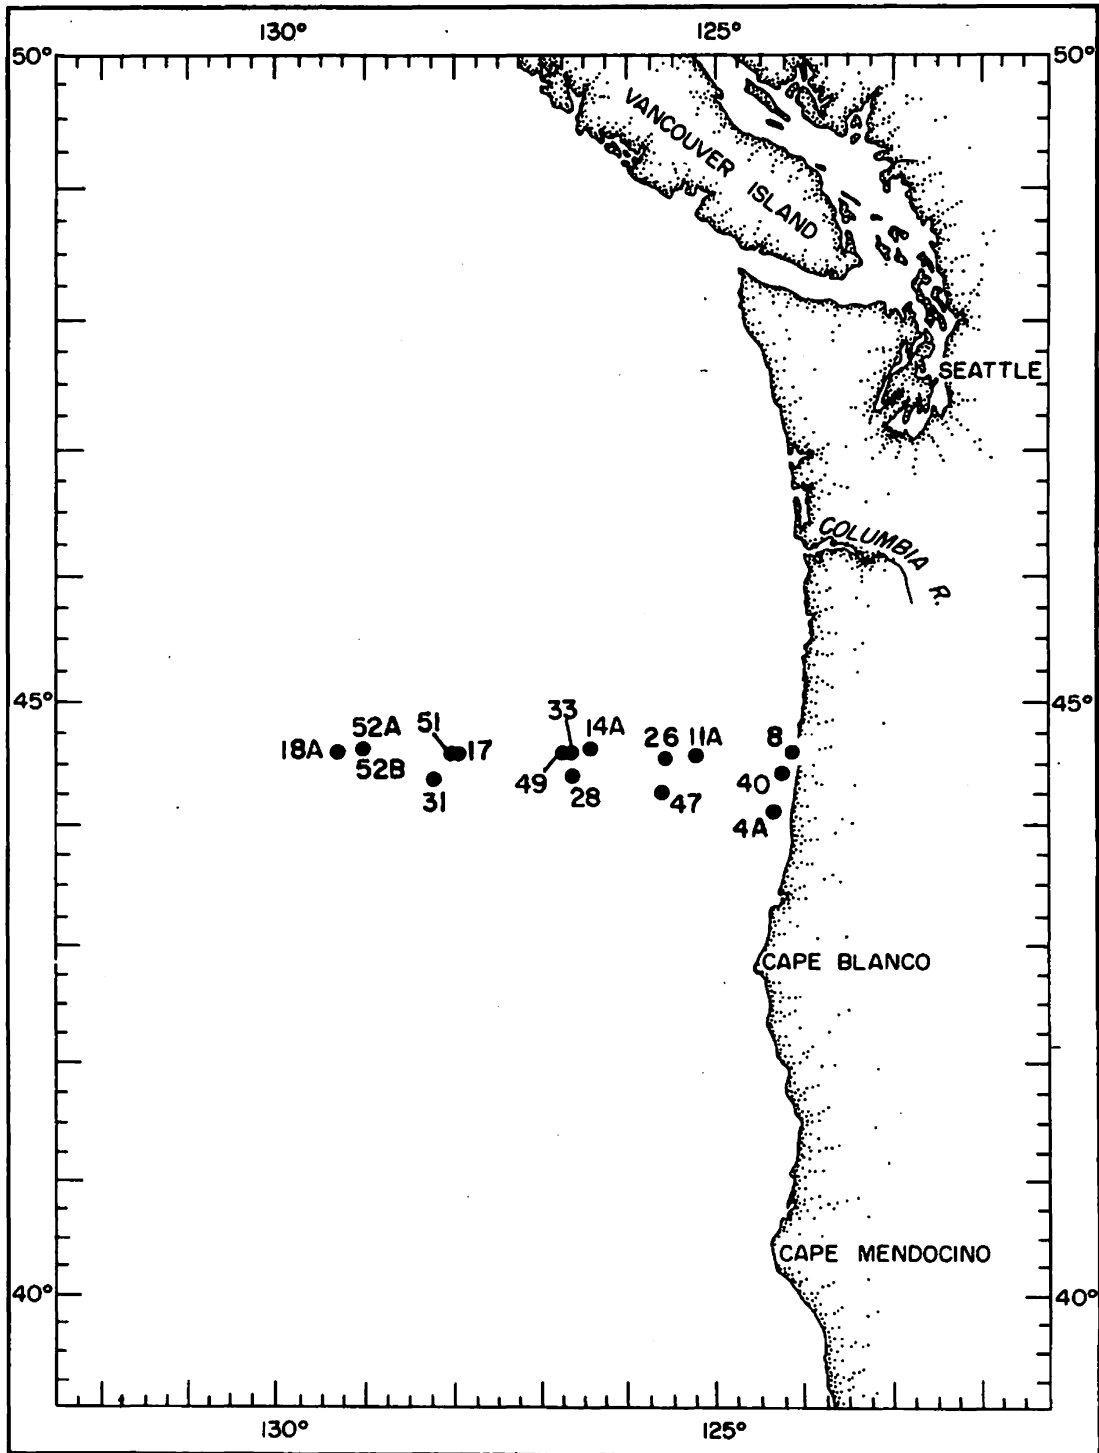 130° 125°
50° 50°
VANCOUVER
ISLAND
SEATTLE
COLUMBIA
R.
45° 45°
33
51 14A
52A 26 11A 8
18A 17
52B 49 40
31 28 47
4A
CAPE BLANCO
CAPE MENDOCINO
40° 40°
130° 125°